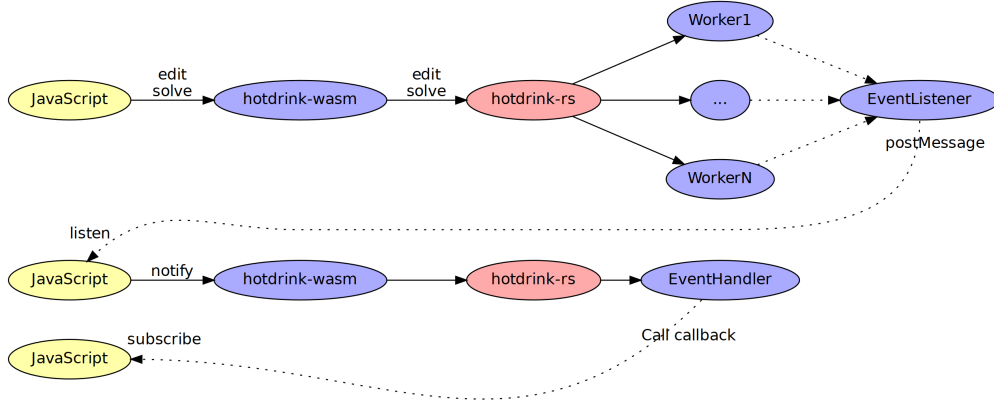 Worker1
edit
solve
edit
solve
JavaScript
hotdrink-wasm
hotdrink-rs
...
EventListener
postMessage
WorkerN
listen
JavaScript
notify
hotdrink-wasm
hotdrink-rs
EventHandler
subscribe
Call callback
JavaScript